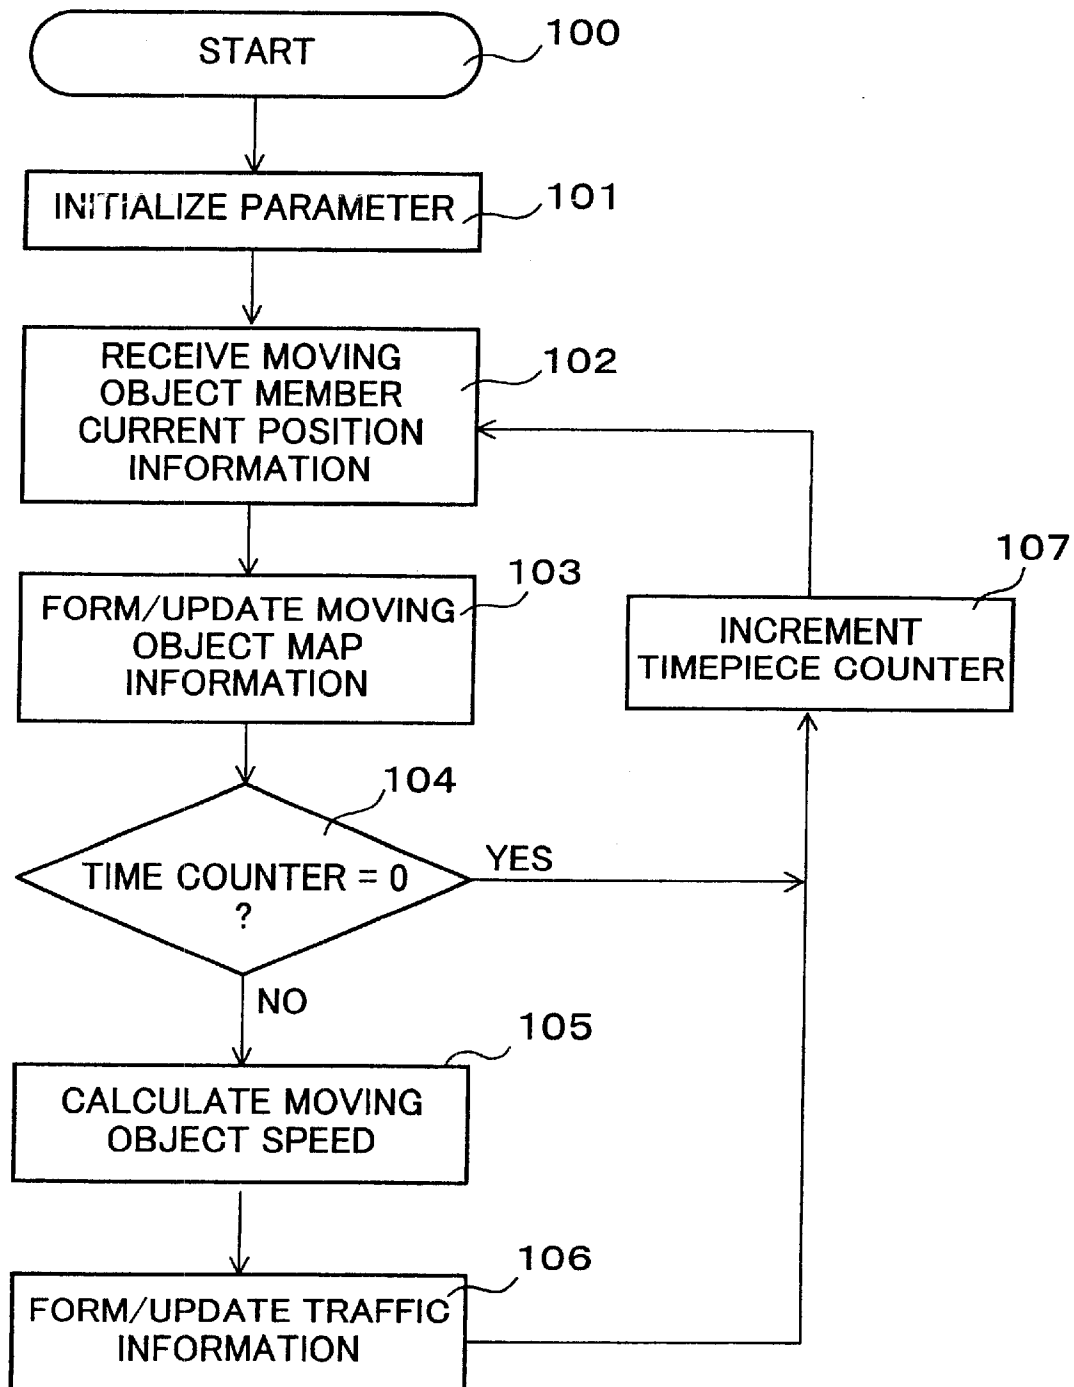 START
100
INITIALIZE PARAMETER
101
RECEIVE MOVING
OBJECT MEMBER
CURRENT POSITION
INFORMATION
102
FORM/UPDATE MOVING
OBJECT MAP
INFORMATION
103
INCREMENT
TIMEPIECE COUNTER
107
TIME COUNTER = 0
?
104
YES
NO
CALCULATE MOVING
OBJECT SPEED
105
FORM/UPDATE TRAFFIC
INFORMATION
106